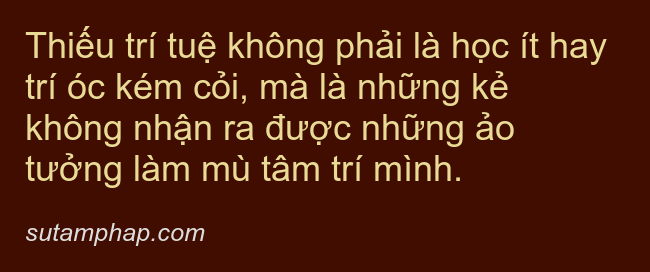 Thiếu trí tuệ không phải là học ít hay
trí óc kém cỏi, mà là những kẻ
không nhận ra được những ảo
tưởng làm mù tâm trí mình.
sutamphap.com